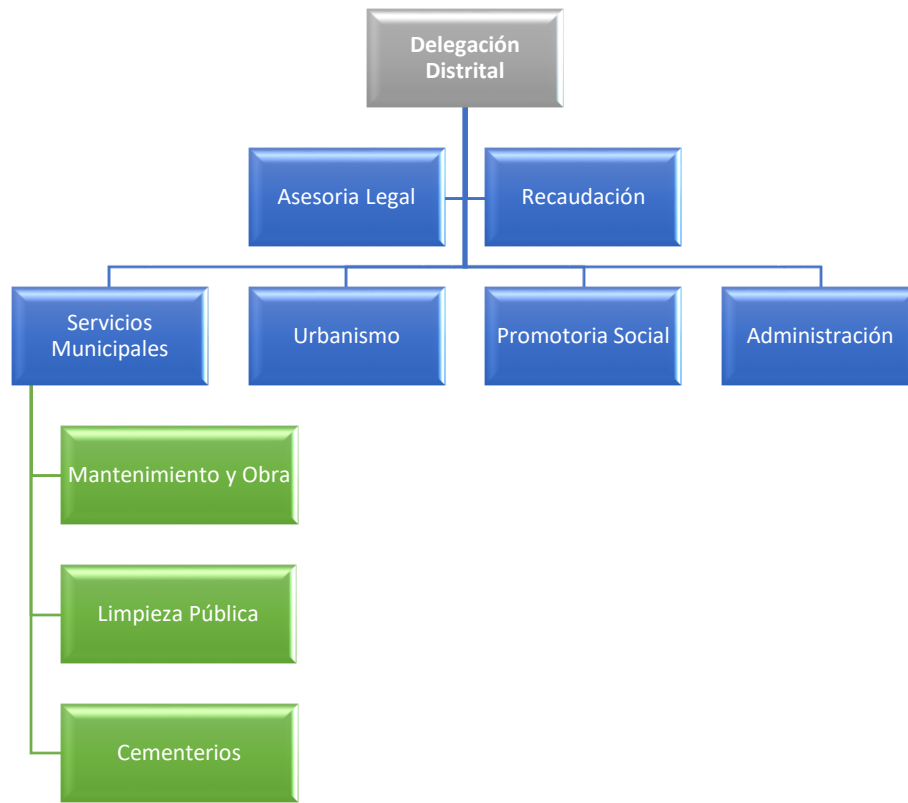 Delegación
Distrital
Asesoria Legal
Recaudación
Servicios
Municipales
Urbanismo
Promotoria Social
Administración
Mantenimiento y Obra
Limpieza Pública
Cementerios